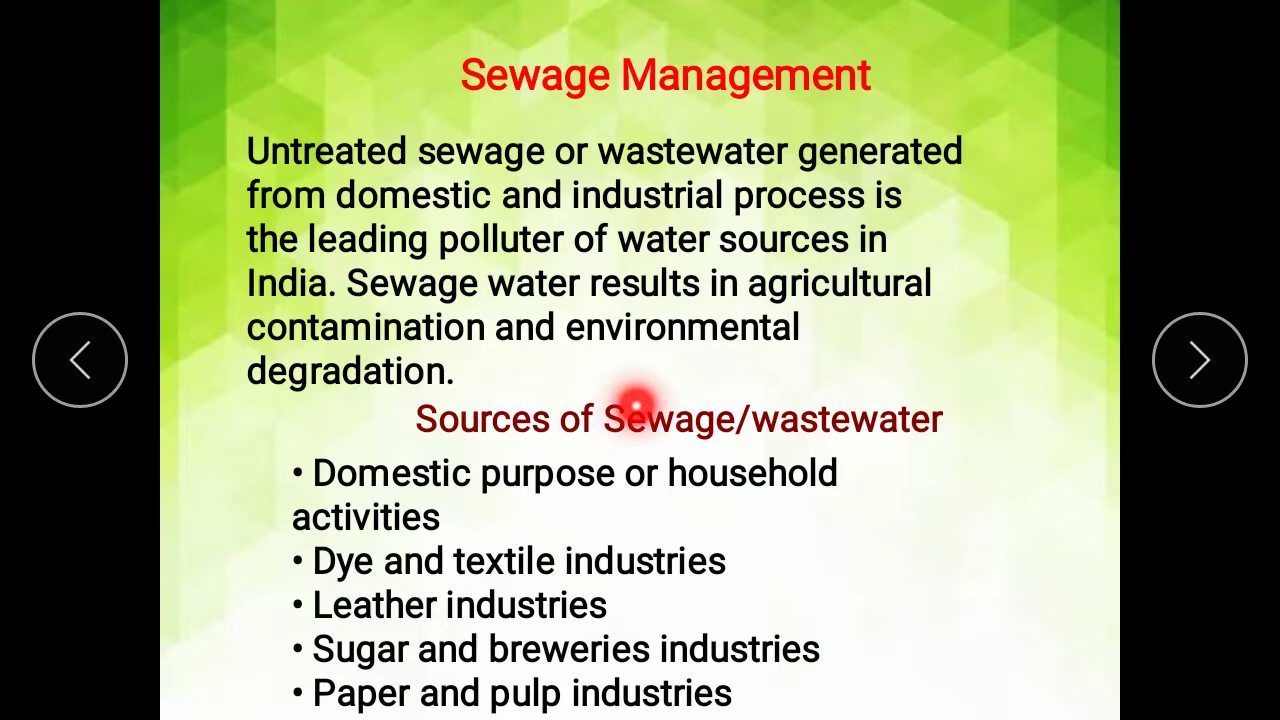 Sewage Management
Untreated sewage or wastewater generated
from domestic and industrial process is
the leading polluter of water sources in
India. Sewage water results in agricultural
contamination and environmental
degradation.
Sources of Sewage/wastewater
• Domestic purpose or household
activities
• Dye and textile industries
• Leather industries
• Sugar and breweries industries
• Paper and pulp industries